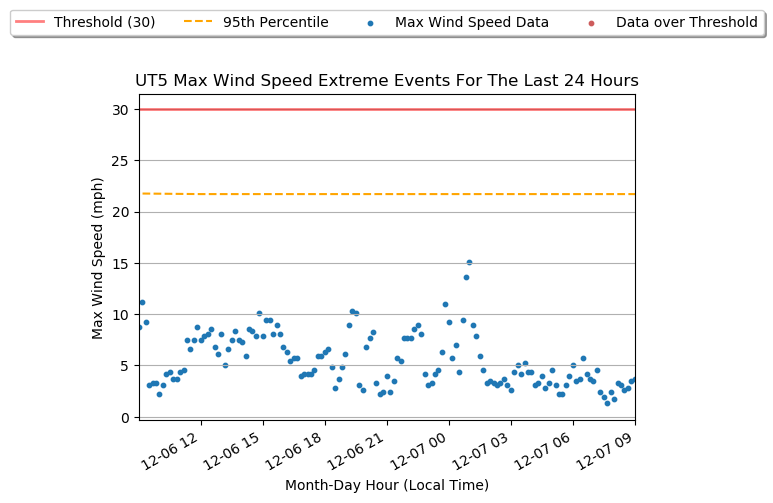 Threshold (30) 95th Percentile Max Wind Speed Data Data over Threshold
UT5 Max Wind Speed Extreme Events For The Last 24 Hours
30
25
20
15
10
5
0
Max Wind Speed (mph)
12-06 12 12-06 15 12-06 18 12-06 21 12-07 00 12-07 03 12-07 06 12-07 09
Month-Day Hour (Local Time)